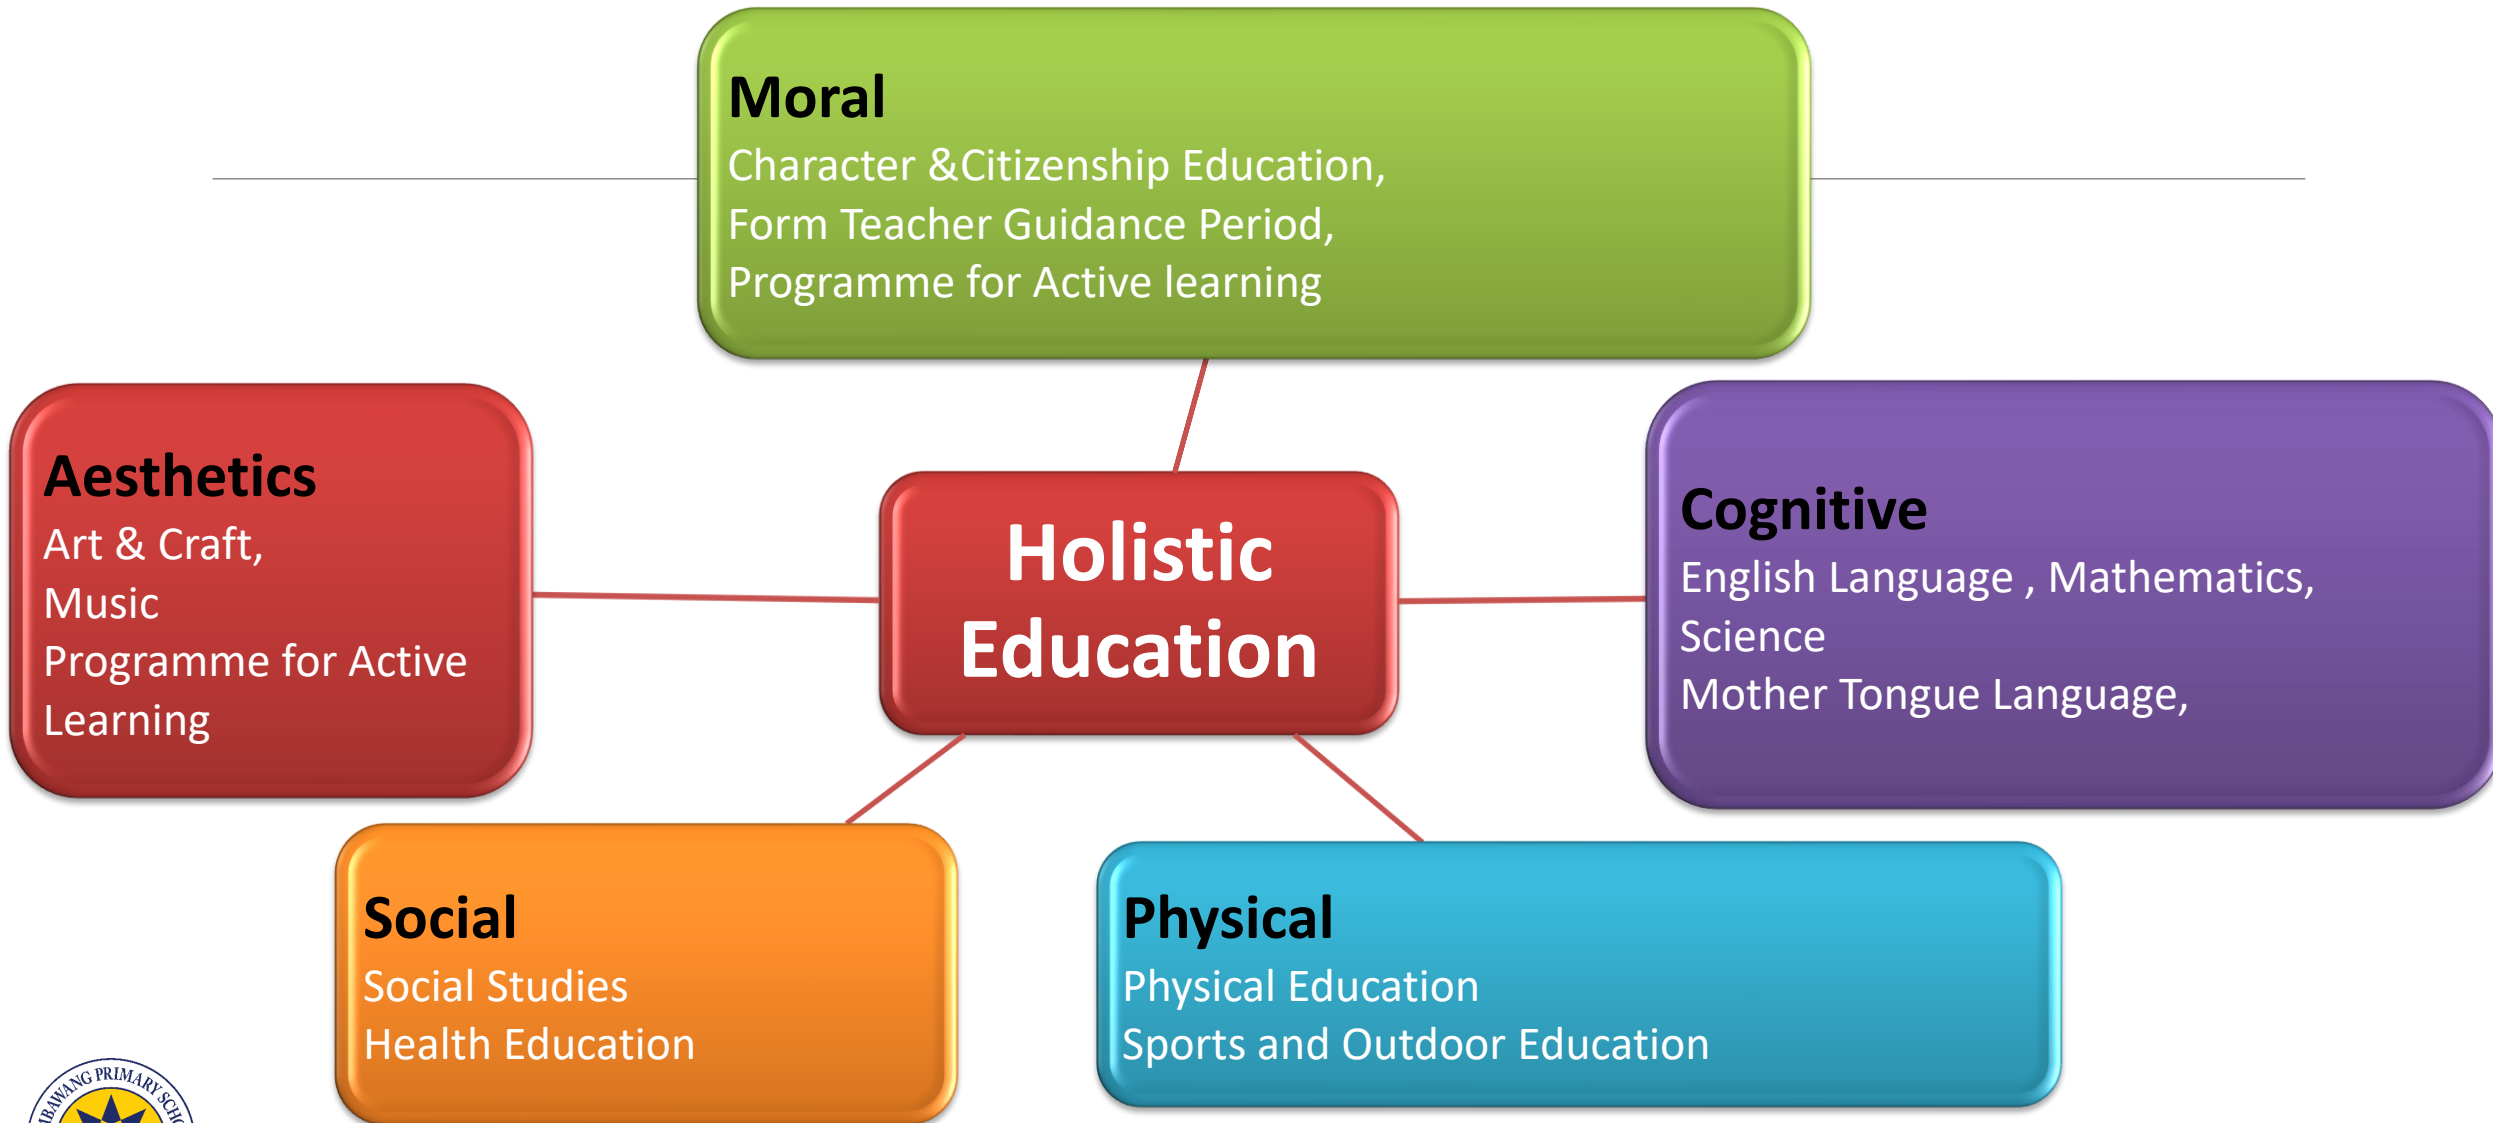 Moral
Character &Citizenship Education,
Form Teacher Guidance Period,
Programme for Active learning
Aesthetics
Art & Craft,
Music
Programme for Active
Learning
Holistic
Education
Cognitive
English Language , Mathematics,
Science
Mother Tongue Language,
Social
Social Studies
Health Education
Physical
Physical Education
Sports and Outdoor Education
PRIMARY